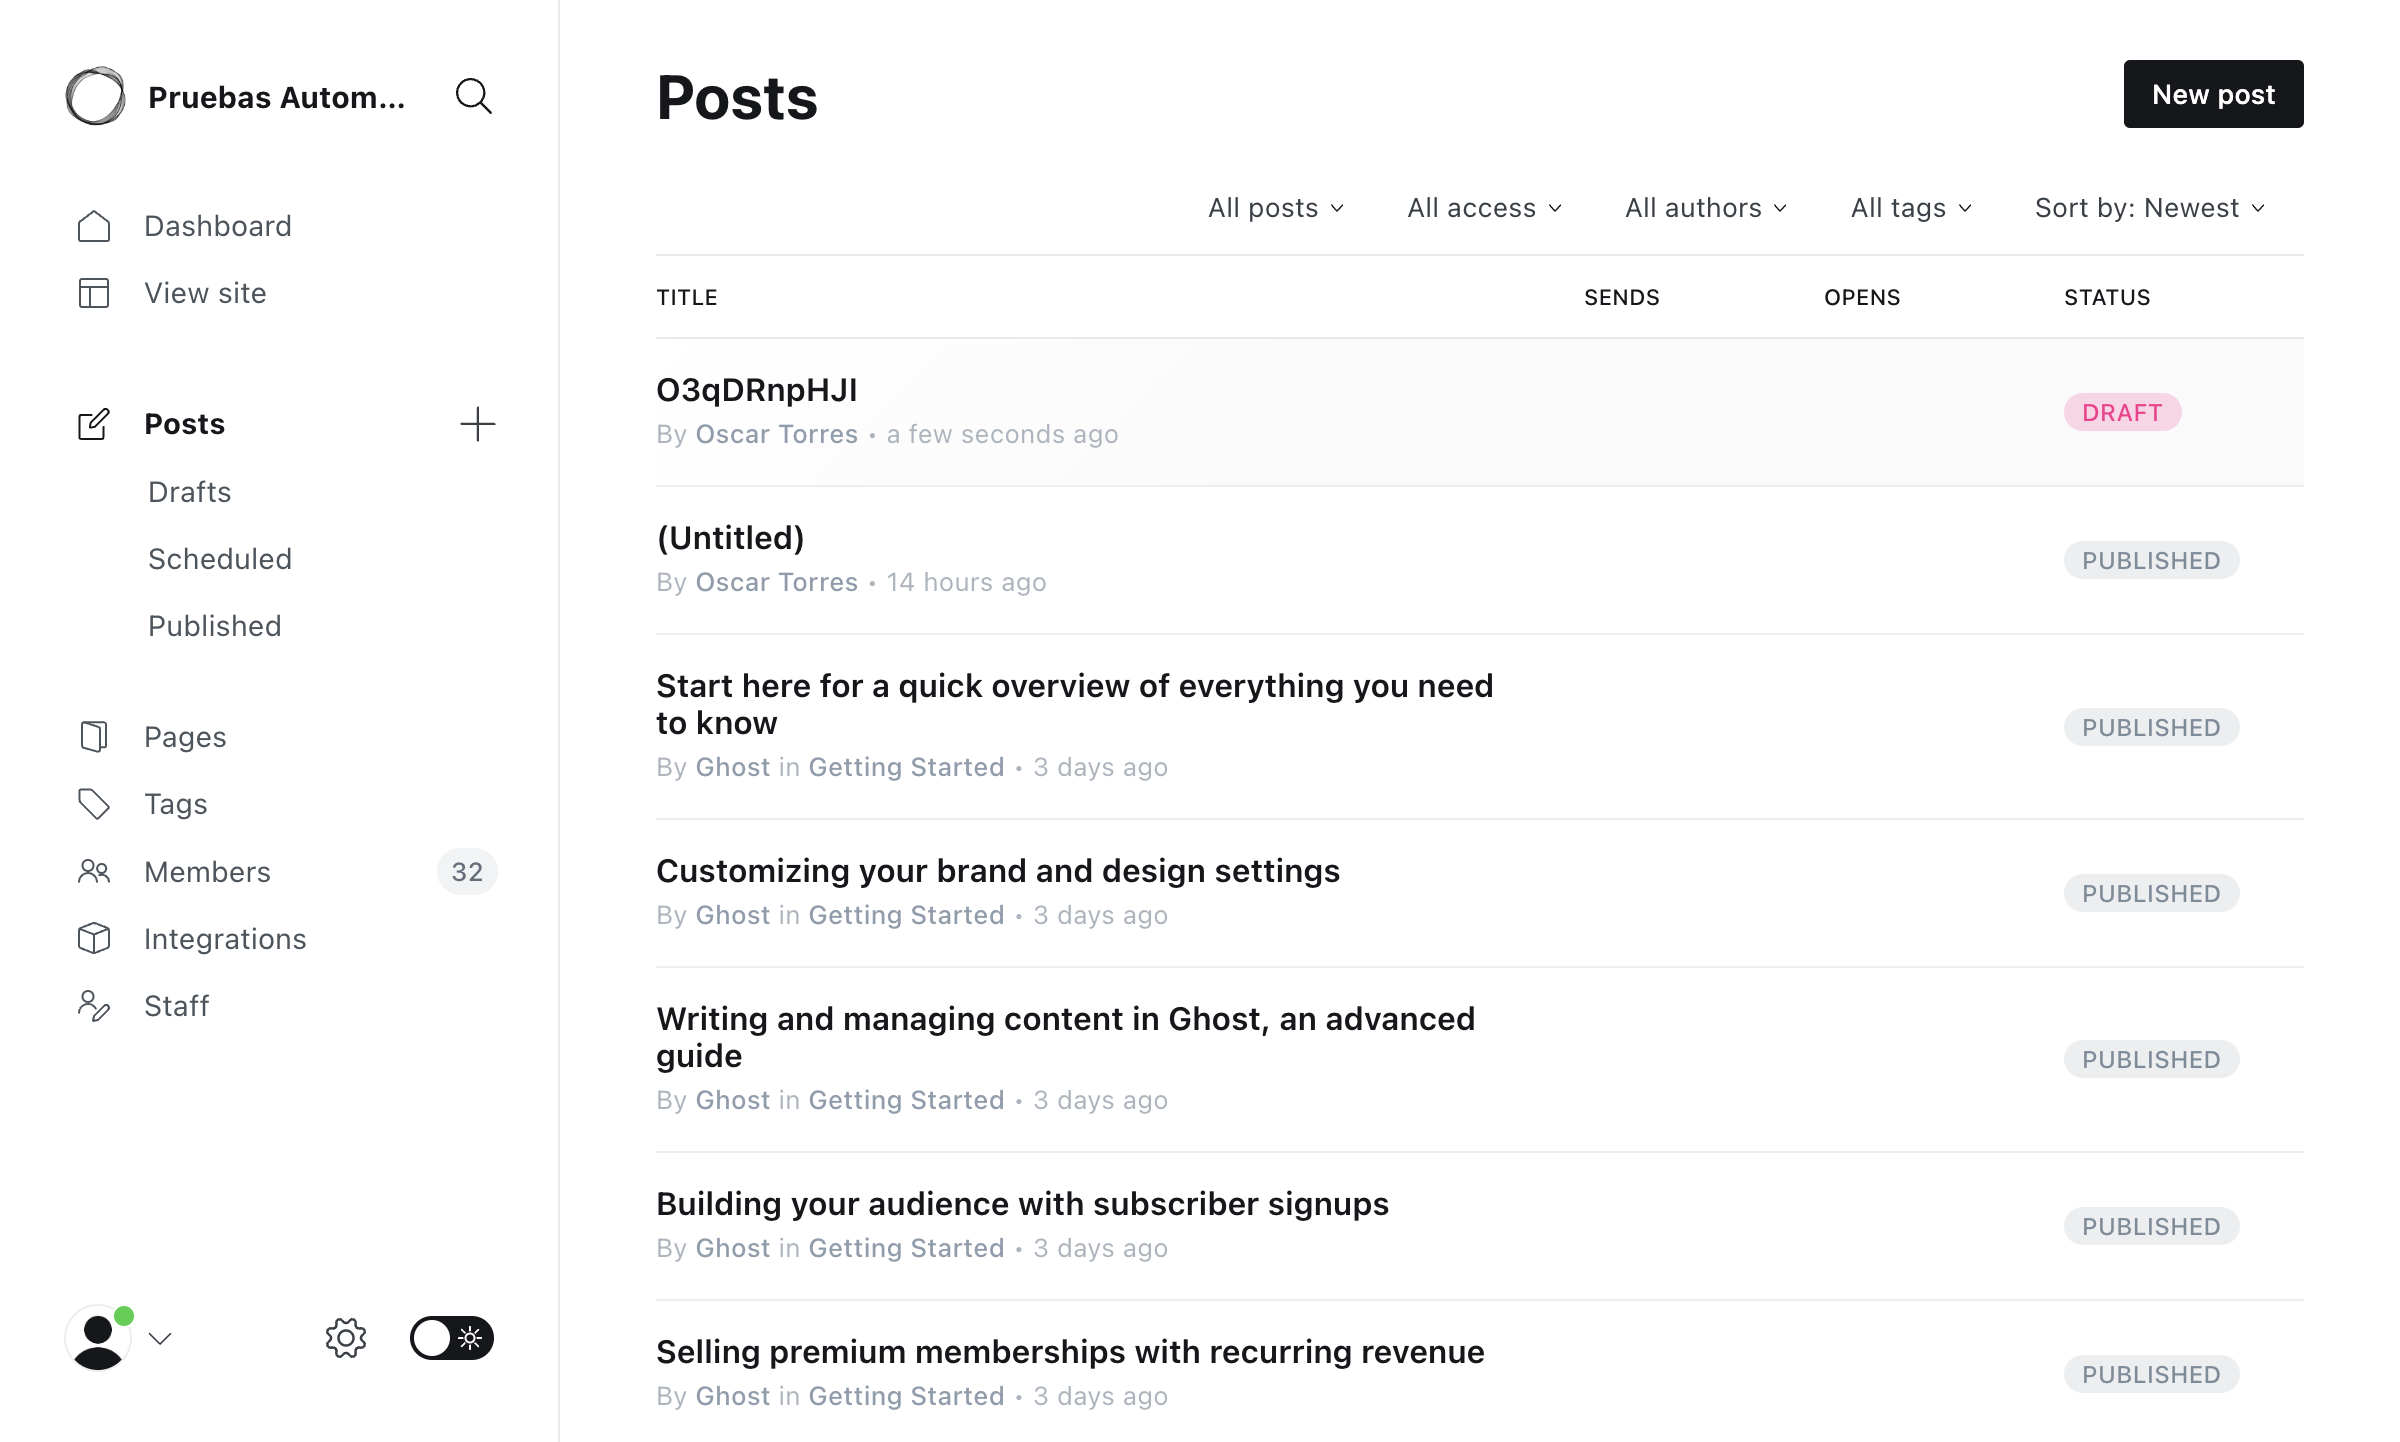 Pruebas Autom...
Dashboard
View site
Posts
Drafts
Scheduled
Published
Pages
Tags
Members 32
Integrations
Staff
Posts
New post
All posts All access All authors All tags Sort by: Newest
TITLE SENDS OPENS STATUS
O3qDRnpHJI
By Oscar Torres • a few seconds ago
DRAFT
(Untitled)
By Oscar Torres • 14 hours ago
PUBLISHED
Start here for a quick overview of everything you need
to know
By Ghost in Getting Started • 3 days ago
PUBLISHED
Customizing your brand and design settings
By Ghost in Getting Started • 3 days ago
PUBLISHED
Writing and managing content in Ghost, an advanced
guide
By Ghost in Getting Started • 3 days ago
PUBLISHED
Building your audience with subscriber signups
By Ghost in Getting Started • 3 days ago
PUBLISHED
Selling premium memberships with recurring revenue
By Ghost in Getting Started • 3 days ago
PUBLISHED